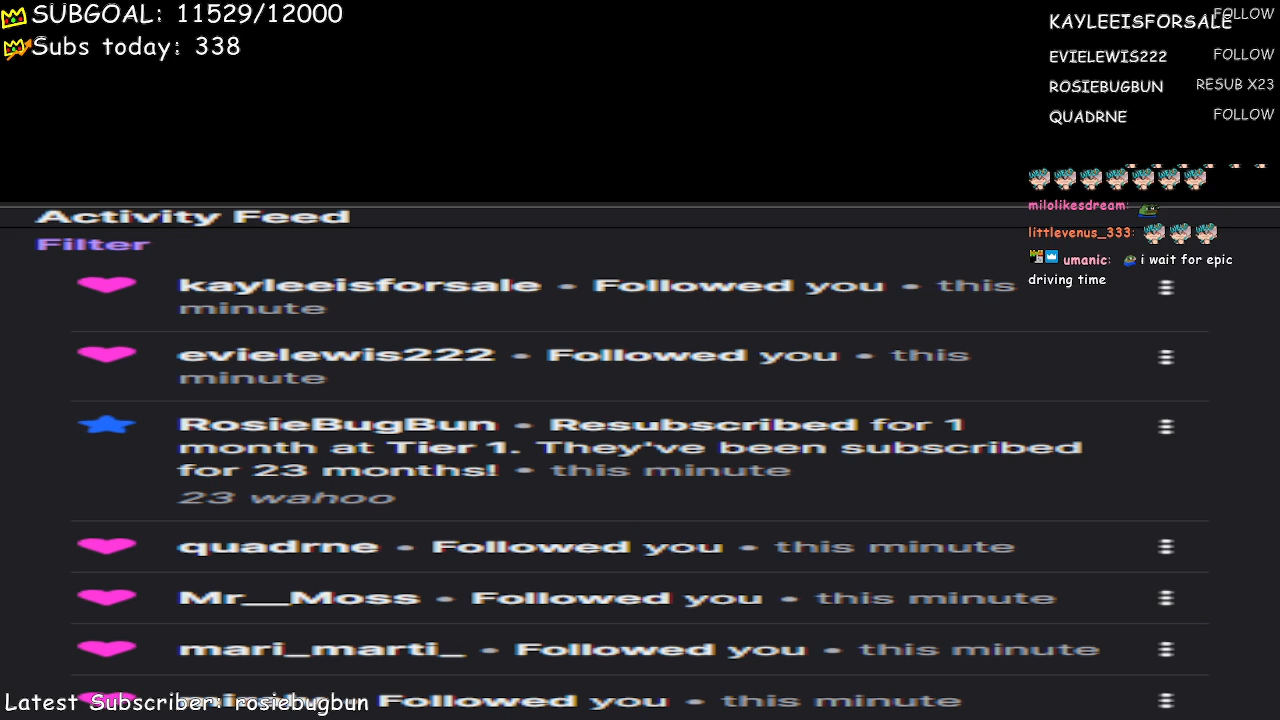 SUBGOAL: 11529/12000
Subs today: 338
KAYLEEISFORSALE FOLLOW
EVIELEWIS222 FOLLOW
ROSIEBUGBUN RESUB X23
QUADRNE FOLLOW
milolikesdream:
littlevenus_333:
umanic: i wait for epic
driving time
Activity Feed
Filter
kayleeisforsale • Followed you • this
minute
evielewis222 • Followed you • this
minute
RosieBugBun • Resubscribed for 1
month at Tier 1. They've been subscribed
for 23 months! • this minute
23 wahoo
quadrne • Followed you • this minute
Mr__Moss • Followed you • this minute
mari_marti_ • Followed you • this minute
Followed you • this minute
Latest Subscriber: rosiebugbun